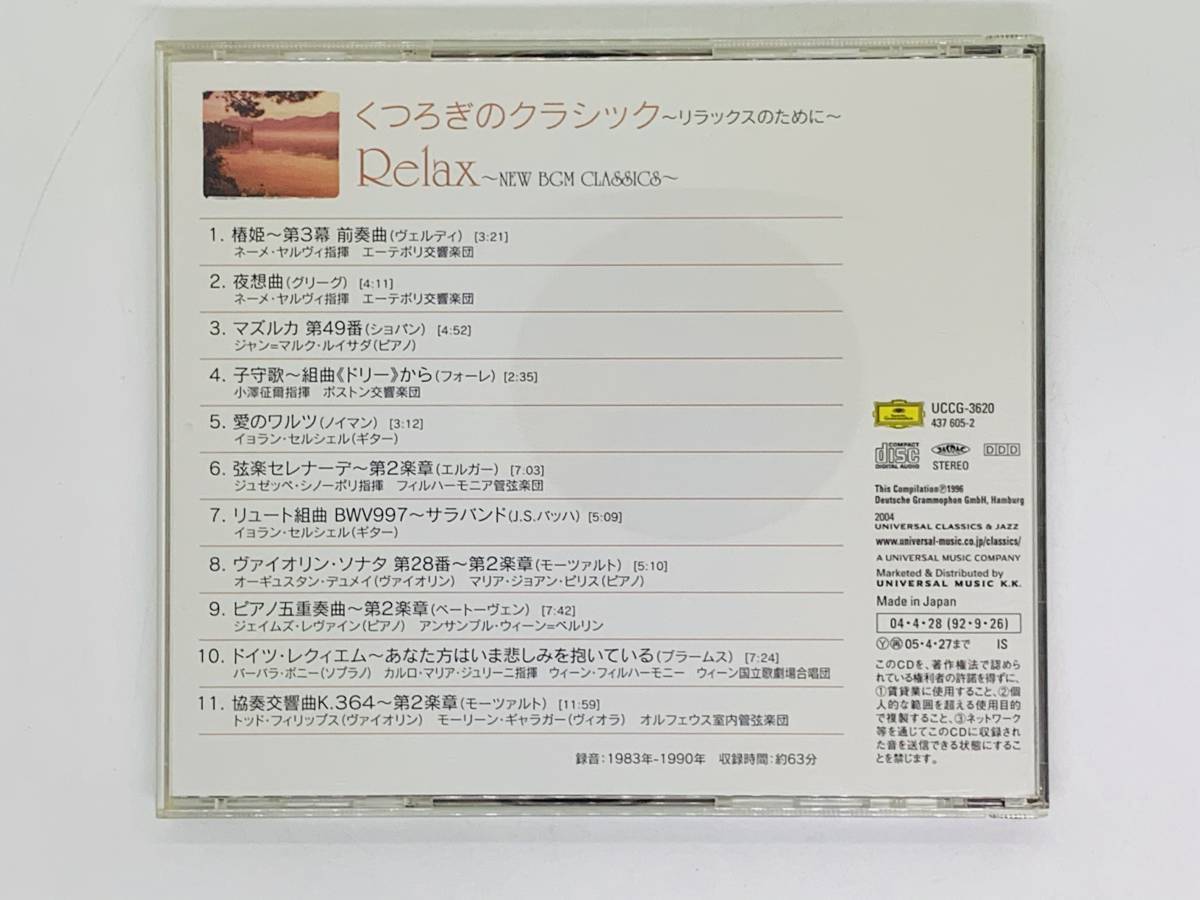 くつろぎのクラシック～リラックスのために～
Relax～NEW BGM CLASSICS～
1. 椿姫～第3幕 前奏曲(ヴェルディ) [3:21]
ネーメ・ヤルヴィ指揮 エーテボリ交響楽団
2. 夜想曲(グリーグ) [4:11]
ネーメ・ヤルヴィ指揮 エーテボリ交響楽団
3. マズルカ 第49番(ショパン) [4:52]
ジャン=マルク・ルイサダ(ピアノ)
4. 子守歌～組曲《ドリー》から(フォーレ) [2:35]
小澤征爾指揮 ボストン交響楽団
5. 愛のワルツ(ノイマン) [3:12]
イョラン・セルシェル(ギター)
6. 弦楽セレナーデ～第2楽章(エルガー) [7:03]
ジュゼッペ・シノーポリ指揮 フィルハーモニア管弦楽団
7. リュート組曲 BWV997～サラバンド(J.S.バッハ) [5:09]
イョラン・セルシェル(ギター)
8. ヴァイオリン・ソナタ 第28番～第2楽章(モーツァルト) [5:10]
オーギュスタン・デュメイ(ヴァイオリン) マリア・ジョアン・ピリス(ピアノ)
9. ピアノ五重奏曲～第2楽章(ベートーヴェン) [7:42]
ジェイムズ・レヴァイン(ピアノ) アンサンブル・ウィーン=ベルリン
10. ドイツ・レクィエム～あなた方はいま悲しみを抱いている(ブラームス) [7:24]
バーバラ・ボニー(ソプラノ) カルロ・マリア・ジュリーニ指揮 ウィーン・フィルハーモニー ウィーン国立歌劇場合唱団
11. 協奏交響曲K.364～第2楽章(モーツァルト) [11:59]
トッド・フィリップス(ヴァイオリン) モーリーン・ギャラガー(ヴィオラ) オルフェウス室内管弦楽団
録音:1983年-1990年 収録時間:約63分
UCCG-3620
437 605-2
COMPACT
disc
DIGITAL AUDIO
JASRAC
STEREO
DDD
This Compilation℗1996
Deutsche Grammophon GmbH, Hamburg
2004
UNIVERSAL CLASSICS & JAZZ
www.universal-music.co.jp/classics/
A UNIVERSAL MUSIC COMPANY
Marketed & Distributed by
UNIVERSAL MUSIC K.K.
Made in Japan
04・4・28 (92・9・26)
Ⓨ㊙05・4・27まで IS
このCDを、著作権法で認めら
れている権利者の許諾を得ずに、
①賃貸業に使用すること、②個
人的な範囲を超える使用目的
で複製すること、③ネットワーク
等を通じてこのCDに収録され
た音を送信できる状態にするこ
とを禁じます。